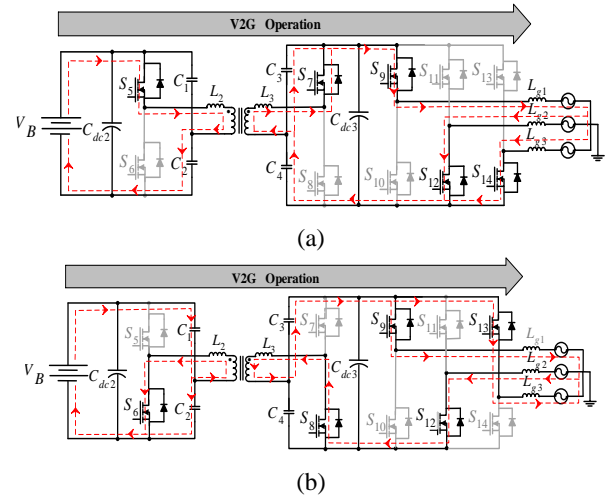 V2G Operation
S5
S6
C1
C2
L2
L3
VB
Cdc2
C3
C4
S7
S8
Cdc3
S9
S10
S11
S12
S13
S14
Lg1
Lg2
Lg3
(a)
V2G Operation
S5
S6
C1
C2
L2
L3
VB
Cdc2
C3
C4
S7
S8
Cdc3
S9
S10
S11
S12
S13
S14
Lg1
Lg2
Lg3
(b)